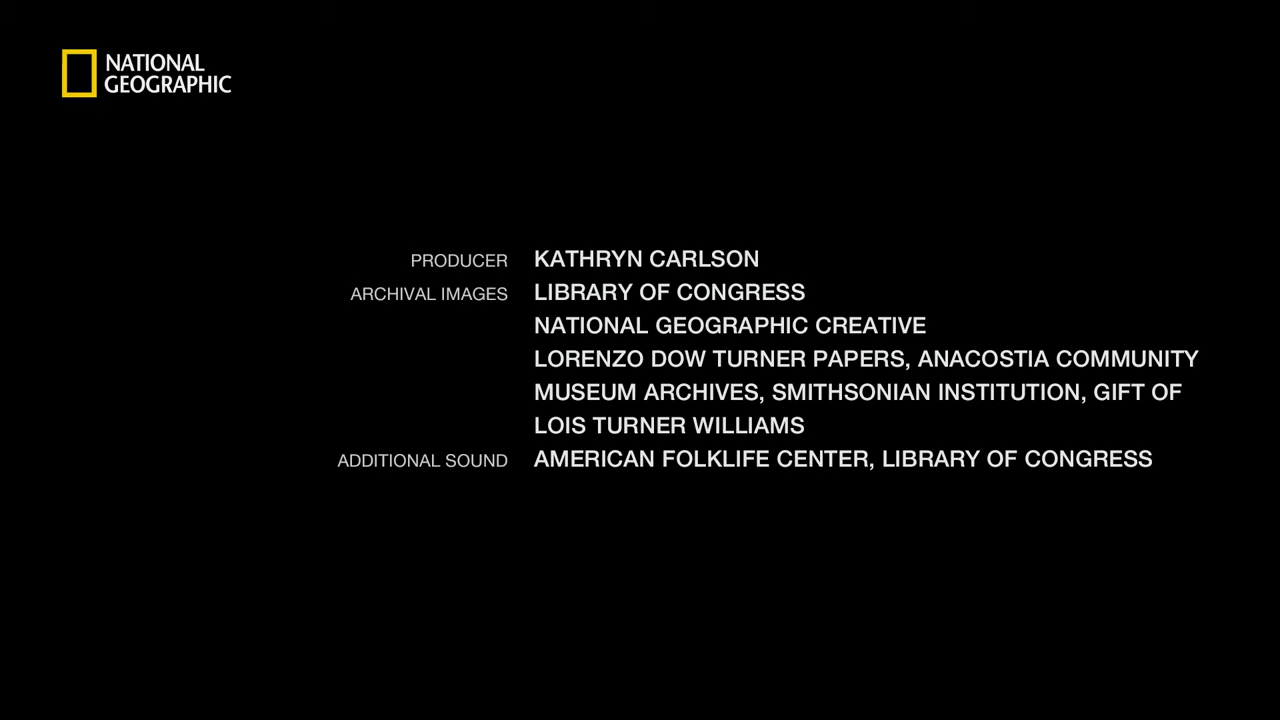 NATIONAL
GEOGRAPHIC
PRODUCER KATHRYN CARLSON
ARCHIVAL IMAGES LIBRARY OF CONGRESS
NATIONAL GEOGRAPHIC CREATIVE
LORENZO DOW TURNER PAPERS, ANACOSTIA COMMUNITY
MUSEUM ARCHIVES, SMITHSONIAN INSTITUTION, GIFT OF
LOIS TURNER WILLIAMS
ADDITIONAL SOUND AMERICAN FOLKLIFE CENTER, LIBRARY OF CONGRESS